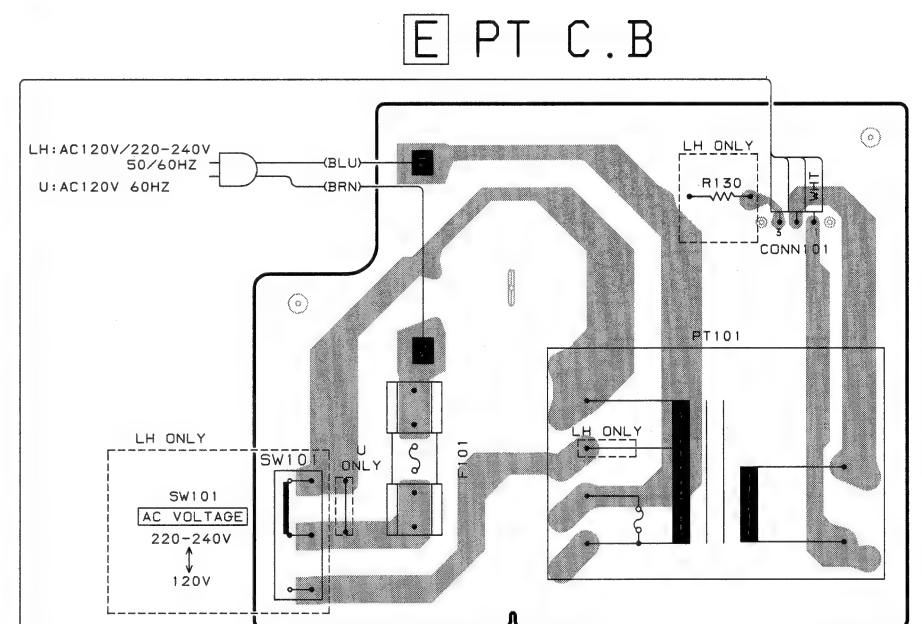 E PT C.B
LH:AC120V/220-240V
50/60HZ
U:AC120V 60HZ
(BLU)
(BRN)
LH ONLY
R130
WHT
3
1
CONN101
PT101
LH ONLY
LH ONLY
SW101
U
ONLY
F101
SW101
AC VOLTAGE
220-240V
120V